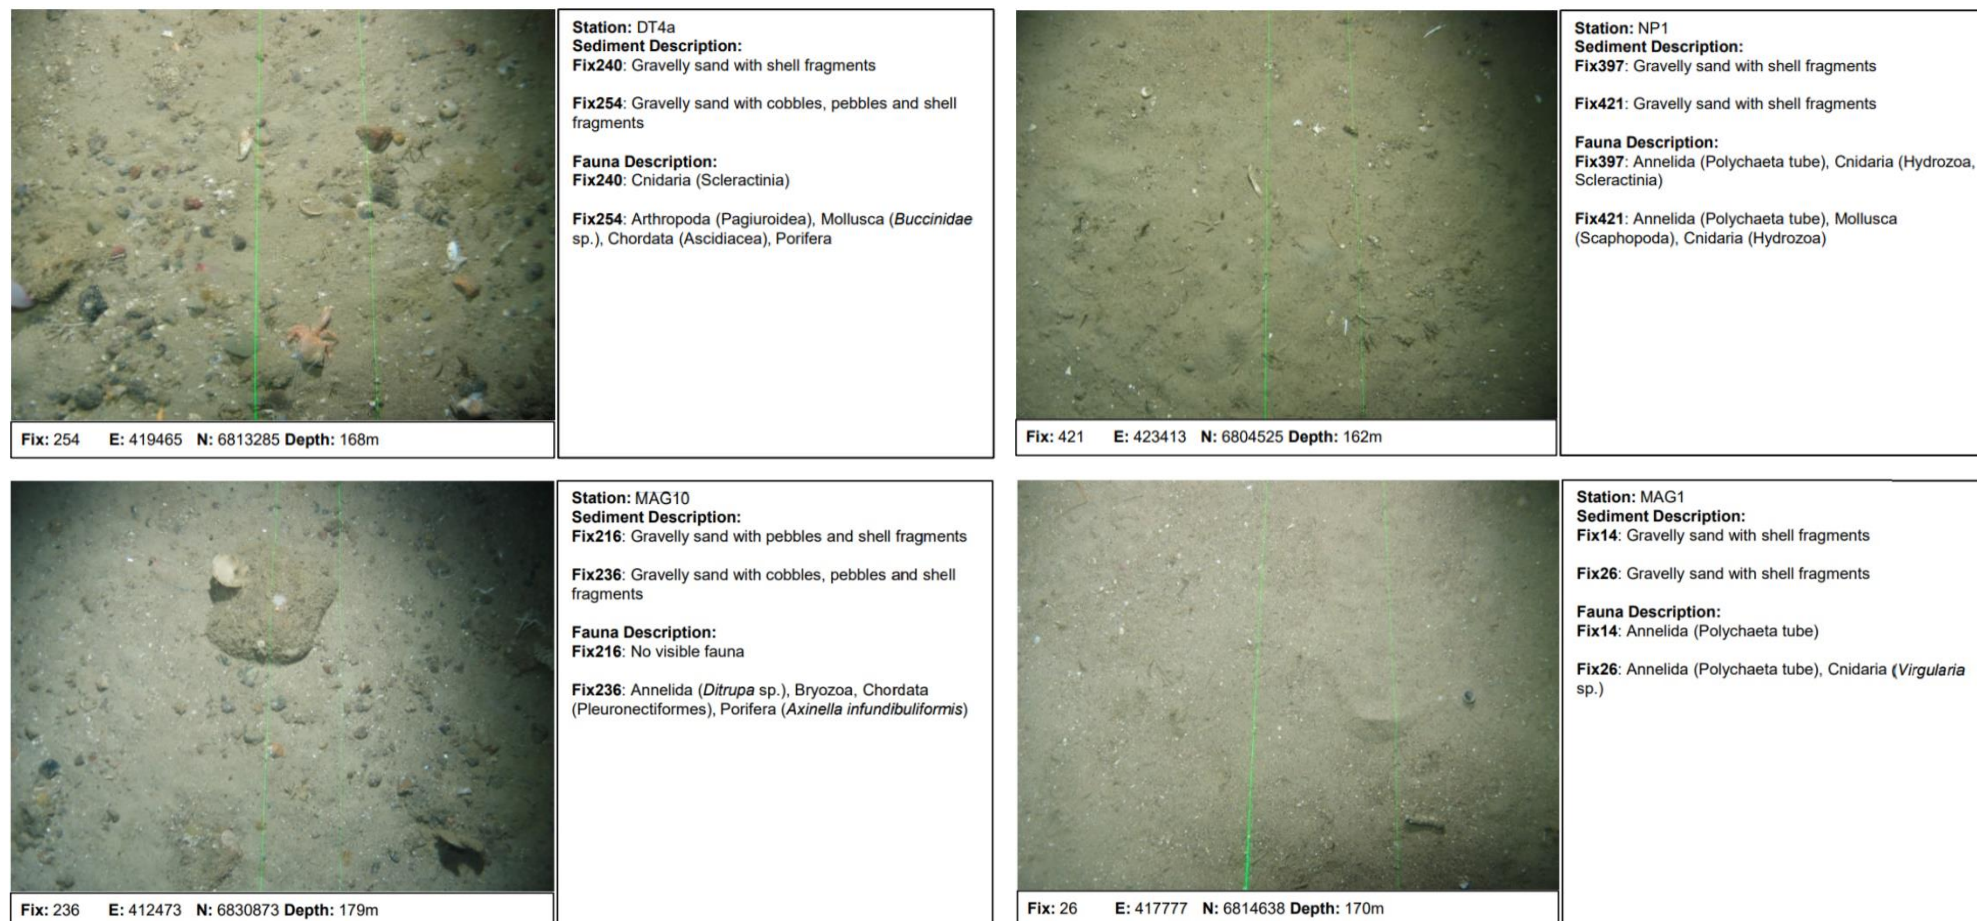 Station: DT4a
Sediment Description:
Fix240: Gravelly sand with shell fragments
Fix254: Gravelly sand with cobbles, pebbles and shell
fragments
Fauna Description:
Fix240: Cnidaria (Scleractinia)
Fix254: Arthropoda (Pagiuroidea), Mollusca (Buccinidae
sp.), Chordata (Ascidiacea), Porifera
Fix: 254 E: 419465 N: 6813285 Depth: 168m
Station: NP1
Sediment Description:
Fix397: Gravelly sand with shell fragments
Fix421: Gravelly sand with shell fragments
Fauna Description:
Fix397: Annelida (Polychaeta tube), Cnidaria (Hydrozoa,
Scleractinia)
Fix421: Annelida (Polychaeta tube), Mollusca
(Scaphopoda), Cnidaria (Hydrozoa)
Fix: 421 E: 423413 N: 6804525 Depth: 162m
Station: MAG10
Sediment Description:
Fix216: Gravelly sand with pebbles and shell fragments
Fix236: Gravelly sand with cobbles, pebbles and shell
fragments
Fauna Description:
Fix216: No visible fauna
Fix236: Annelida (Ditrupa sp.), Bryozoa, Chordata
(Pleuronectiformes), Porifera (Axinella infundibuliformis)
Fix: 236 E: 412473 N: 6830873 Depth: 179m
Station: MAG1
Sediment Description:
Fix14: Gravelly sand with shell fragments
Fix26: Gravelly sand with shell fragments
Fauna Description:
Fix14: Annelida (Polychaeta tube)
Fix26: Annelida (Polychaeta tube), Cnidaria (Virgularia
sp.)
Fix: 26 E: 417777 N: 6814638 Depth: 170m